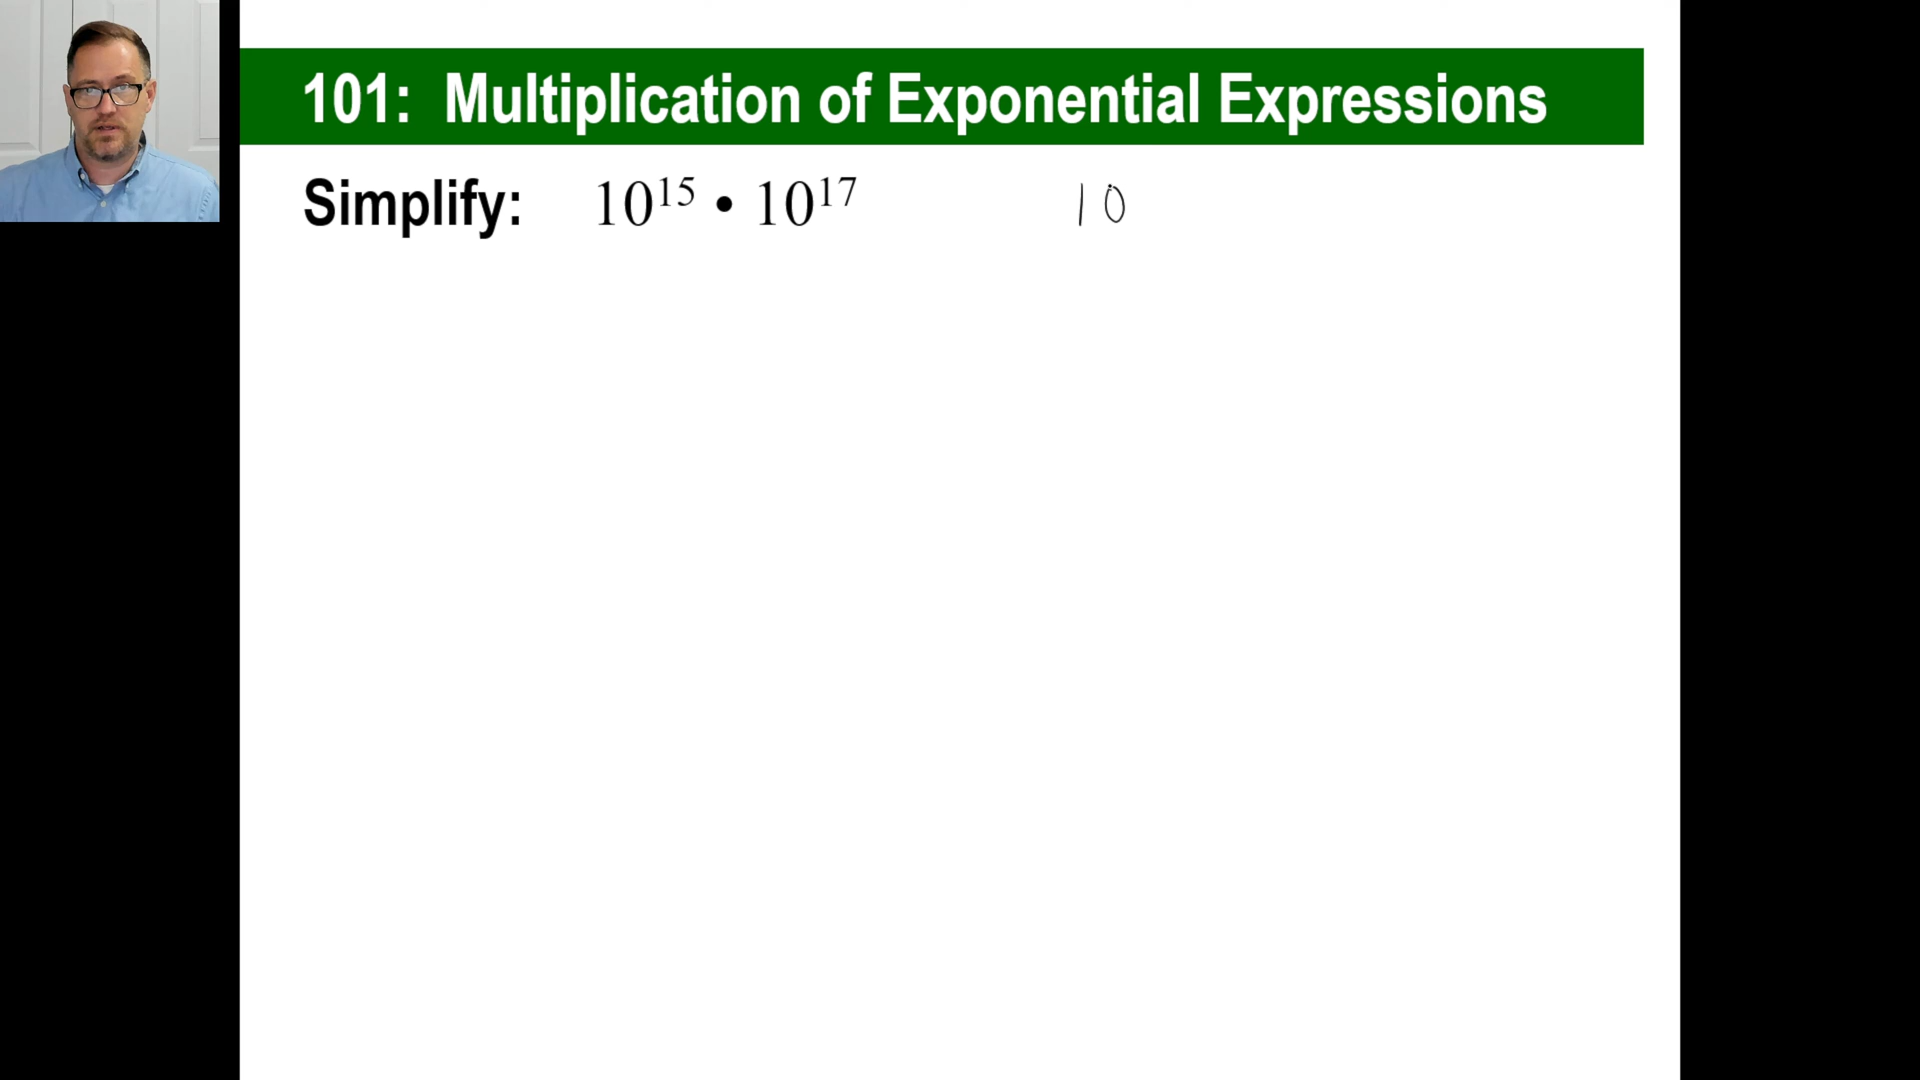 101: Multiplication of Exponential Expressions
Simplify: 10¹⁵ • 10¹⁷ 10